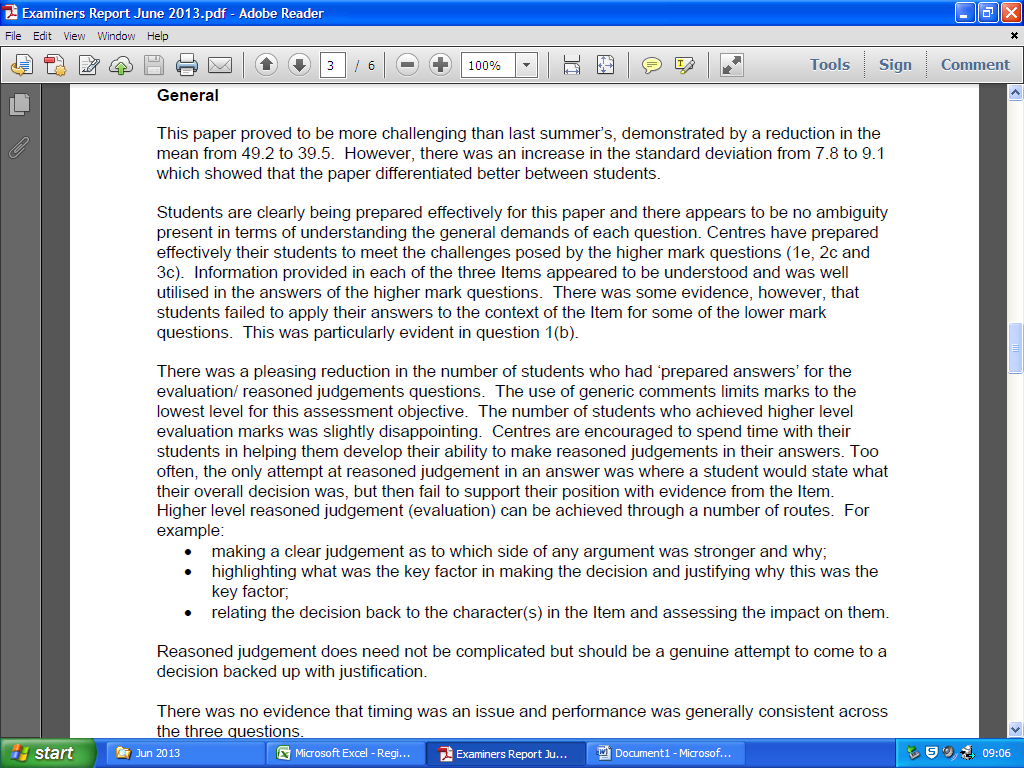 Examiners Report June 2013.pdf - Adobe Reader
File Edit View Window Help
3 / 6 100% Tools Sign Comment
General
This paper proved to be more challenging than last summer's, demonstrated by a reduction in the
mean from 49.2 to 39.5. However, there was an increase in the standard deviation from 7.8 to 9.1
which showed that the paper differentiated better between students.
Students are clearly being prepared effectively for this paper and there appears to be no ambiguity
present in terms of understanding the general demands of each question. Centres have prepared
effectively their students to meet the challenges posed by the higher mark questions (1e, 2c and
3c). Information provided in each of the three Items appeared to be understood and was well
utilised in the answers of the higher mark questions. There was some evidence, however, that
students failed to apply their answers to the context of the Item for some of the lower mark
questions. This was particularly evident in question 1(b).
There was a pleasing reduction in the number of students who had 'prepared answers' for the
evaluation/ reasoned judgements questions. The use of generic comments limits marks to the
lowest level for this assessment objective. The number of students who achieved higher level
evaluation marks was slightly disappointing. Centres are encouraged to spend time with their
students in helping them develop their ability to make reasoned judgements in their answers. Too
often, the only attempt at reasoned judgement in an answer was where a student would state what
their overall decision was, but then fail to support their position with evidence from the Item.
Higher level reasoned judgement (evaluation) can be achieved through a number of routes. For
example:
• making a clear judgement as to which side of any argument was stronger and why;
• highlighting what was the key factor in making the decision and justifying why this was the
key factor;
• relating the decision back to the character(s) in the Item and assessing the impact on them.
Reasoned judgement does need not be complicated but should be a genuine attempt to come to a
decision backed up with justification.
There was no evidence that timing was an issue and performance was generally consistent across
the three questions.
start Jun 2013 Microsoft Excel - Regi... Examiners Report Ju... Document1 - Microsof... 09:06